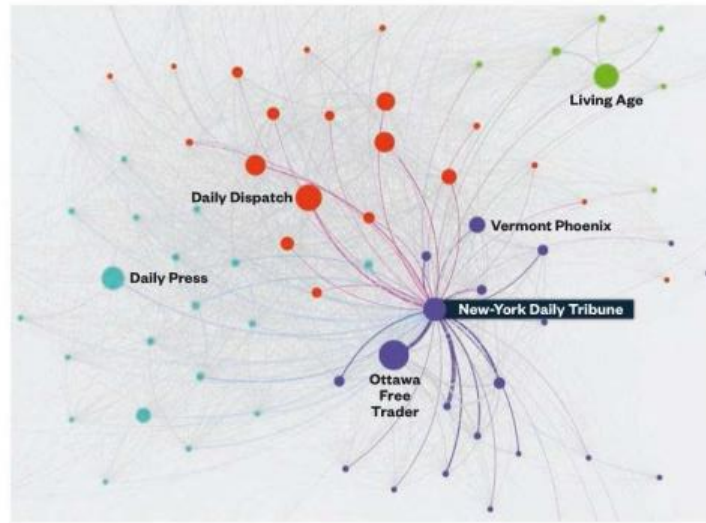 Living Age
Daily Dispatch
Vermont Phoenix
Daily Press
New-York Daily Tribune
Ottawa
Free
Trader